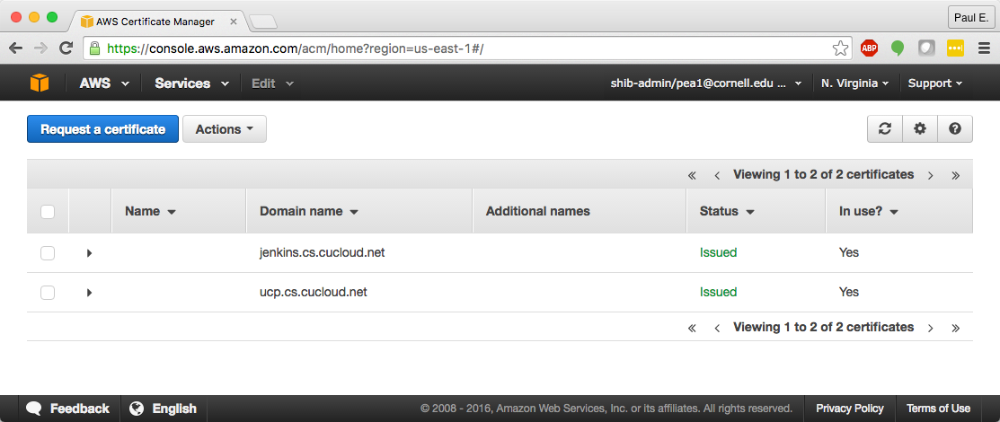 AWS Certificate Manager
Paul E.
https://console.aws.amazon.com/acm/home?region=us-east-1#/
ABP
AWS Services Edit shib-admin/pea1@cornell.edu ... N. Virginia Support
Request a certificate Actions
Viewing 1 to 2 of 2 certificates
Name Domain name Additional names Status In use?
jenkins.cs.cucloud.net Issued Yes
ucp.cs.cucloud.net Issued Yes
Viewing 1 to 2 of 2 certificates
Feedback English © 2008 - 2016, Amazon Web Services, Inc. or its affiliates. All rights reserved. Privacy Policy Terms of Use